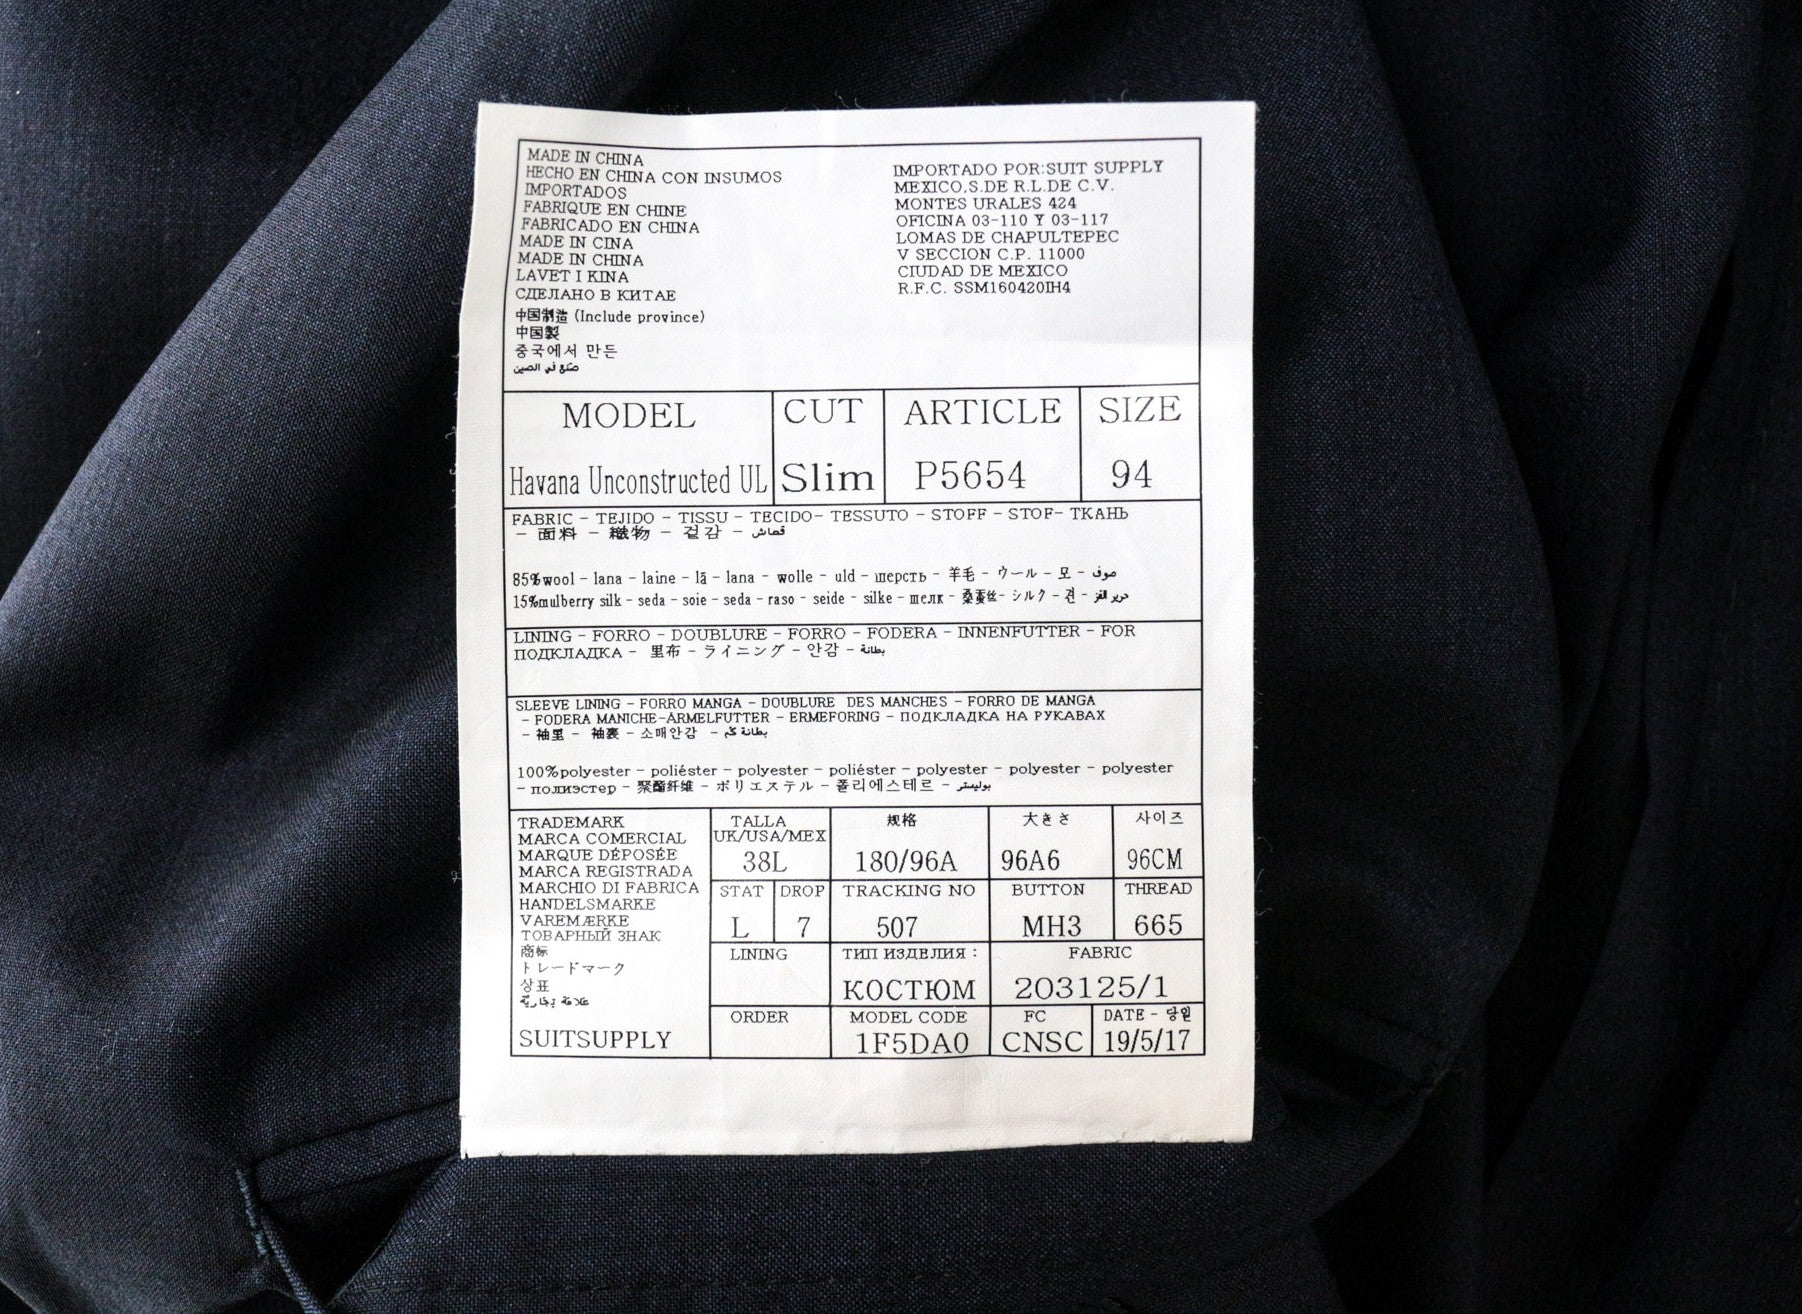 MADE IN CHINA
HECHO EN CHINA CON INSUMOS
IMPORTADOS
FABRIQUE EN CHINE
FABRICADO EN CHINA
MADE IN CINA
MADE IN CHINA
LAVET I KINA
СДЕЛАНО В КИТАЕ
中国制造 (Include province)
中国製
중국에서 만든
صنع في الصين
IMPORTADO POR:SUIT SUPPLY
MEXICO,S.DE R.L.DE C.V.
MONTES URALES 424
OFICINA 03-110 Y 03-117
LOMAS DE CHAPULTEPEC
V SECCION C.P. 11000
CIUDAD DE MEXICO
R.F.C. SSM160420IH4
MODEL CUT ARTICLE SIZE
Havana Unconstructed UL Slim P5654 94
FABRIC - TEJIDO - TISSU - TECIDO- TESSUTO - STOFF - STOF- ТКАНЬ
- 面料 - 織物 - 겉감 - قماش
85%wool - lana - laine - lã - lana - wolle - uld - шерсть - 羊毛 - ウール - 모 - صوف
15%mulberry silk - seda - soie - seda - raso - seide - silke - шелк - 桑蚕丝- シルク - 견 - حرير القز
LINING - FORRO - DOUBLURE - FORRO - FODERA - INNENFUTTER - FOR
ПОДКЛАДКА - 里布 - ライニング - 안감 - بطانة
SLEEVE LINING - FORRO MANGA - DOUBLURE DES MANCHES - FORRO DE MANGA
- FODERA MANICHE-ÄRMELFUTTER - ERMEFORING - ПОДКЛАДКА НА РУКАВАХ
- 袖里 - 袖裏 - 소매안감 - بطانة كم
100%polyester - poliéster - polyester - poliéster - polyester - polyester - polyester
- полиэстер - 聚酯纤维 - ポリエステル - 폴리에스테르 - بوليستر
TRADEMARK
MARCA COMERCIAL
MARQUE DÉPOSÉE
MARCA REGISTRADA
MARCHIO DI FABRICA
HANDELSMARKE
VAREMÆRKE
ТОВАРНЫЙ ЗНАК
商标
トレードマーク
상표
علامة تجارية
SUITSUPPLY
TALLA 规格 大きさ 사이즈
UK/USA/MEX
38L 180/96A 96A6 96CM
STAT DROP TRACKING NO BUTTON THREAD
L 7 507 MH3 665
LINING ТИП ИЗДЕЛИЯ : FABRIC
КОСТЮМ 203125/1
ORDER MODEL CODE FC DATE - 당일
1F5DA0 CNSC 19/5/17